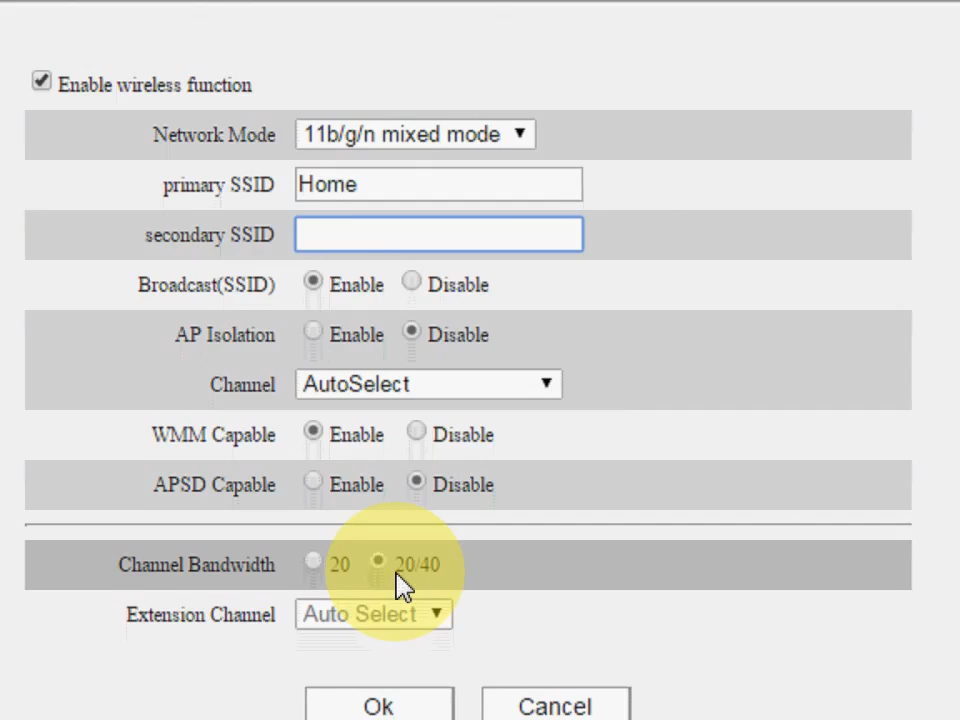 Enable wireless function
Network Mode 11b/g/n mixed mode
primary SSID Home
secondary SSID
Broadcast(SSID) Enable Disable
AP Isolation Enable Disable
Channel AutoSelect
WMM Capable Enable Disable
APSD Capable Enable Disable
Channel Bandwidth 20 20/40
Extension Channel Auto Select
Ok Cancel